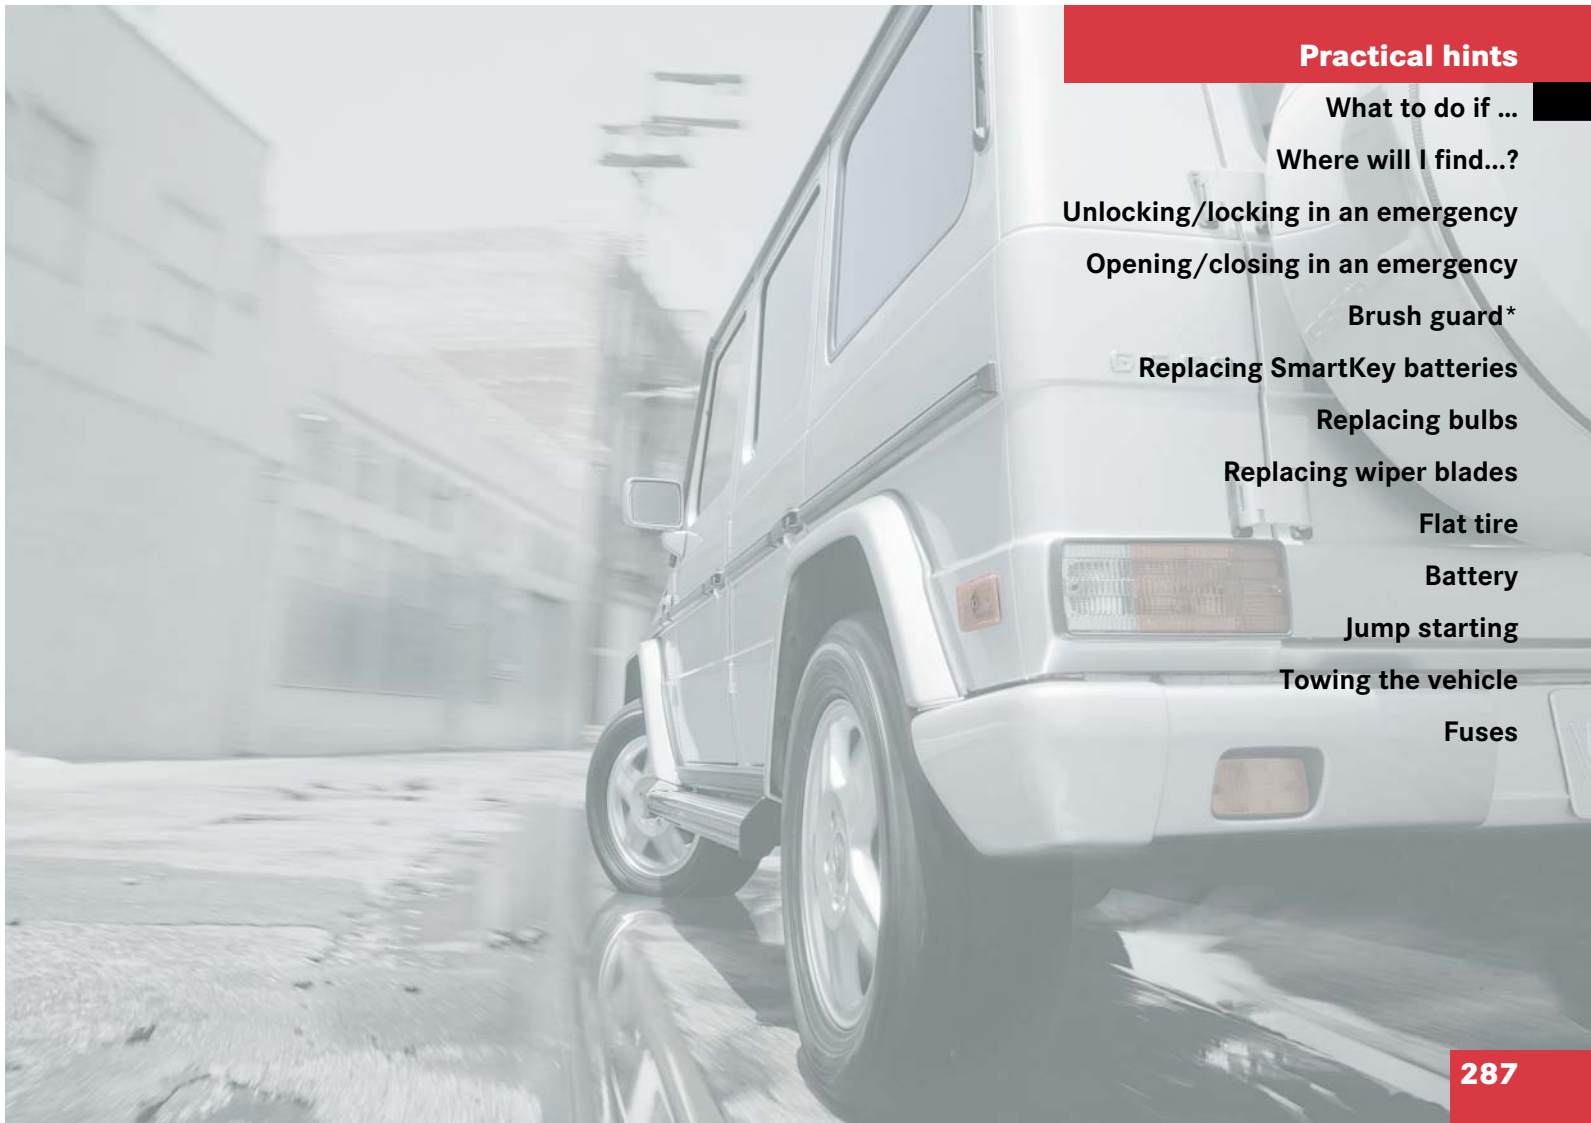 Practical hints
What to do if ...
Where will I find...?
Unlocking/locking in an emergency
Opening/closing in an emergency
Brush guard*
Replacing SmartKey batteries
Replacing bulbs
Replacing wiper blades
Flat tire
Battery
Jump starting
Towing the vehicle
Fuses
287